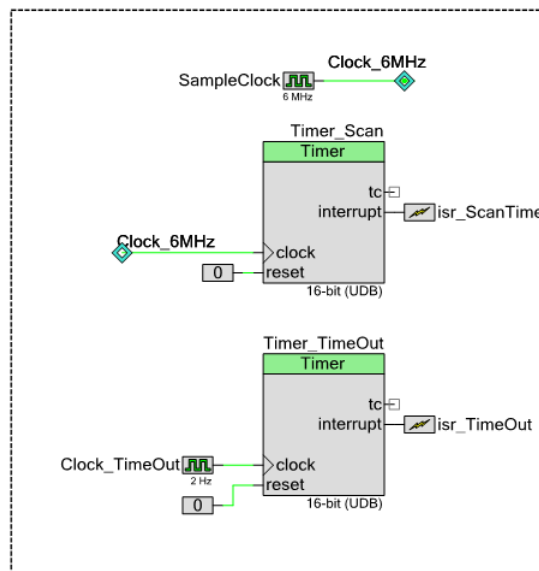 Clock_6MHz
SampleClock
6 MHz
Timer_Scan
Timer
tc
interrupt
isr_ScanTime
Clock_6MHz
clock
0
reset
16-bit (UDB)
Timer_TimeOut
Timer
tc
interrupt
isr_TimeOut
Clock_TimeOut
clock
2 Hz
reset
0
16-bit (UDB)